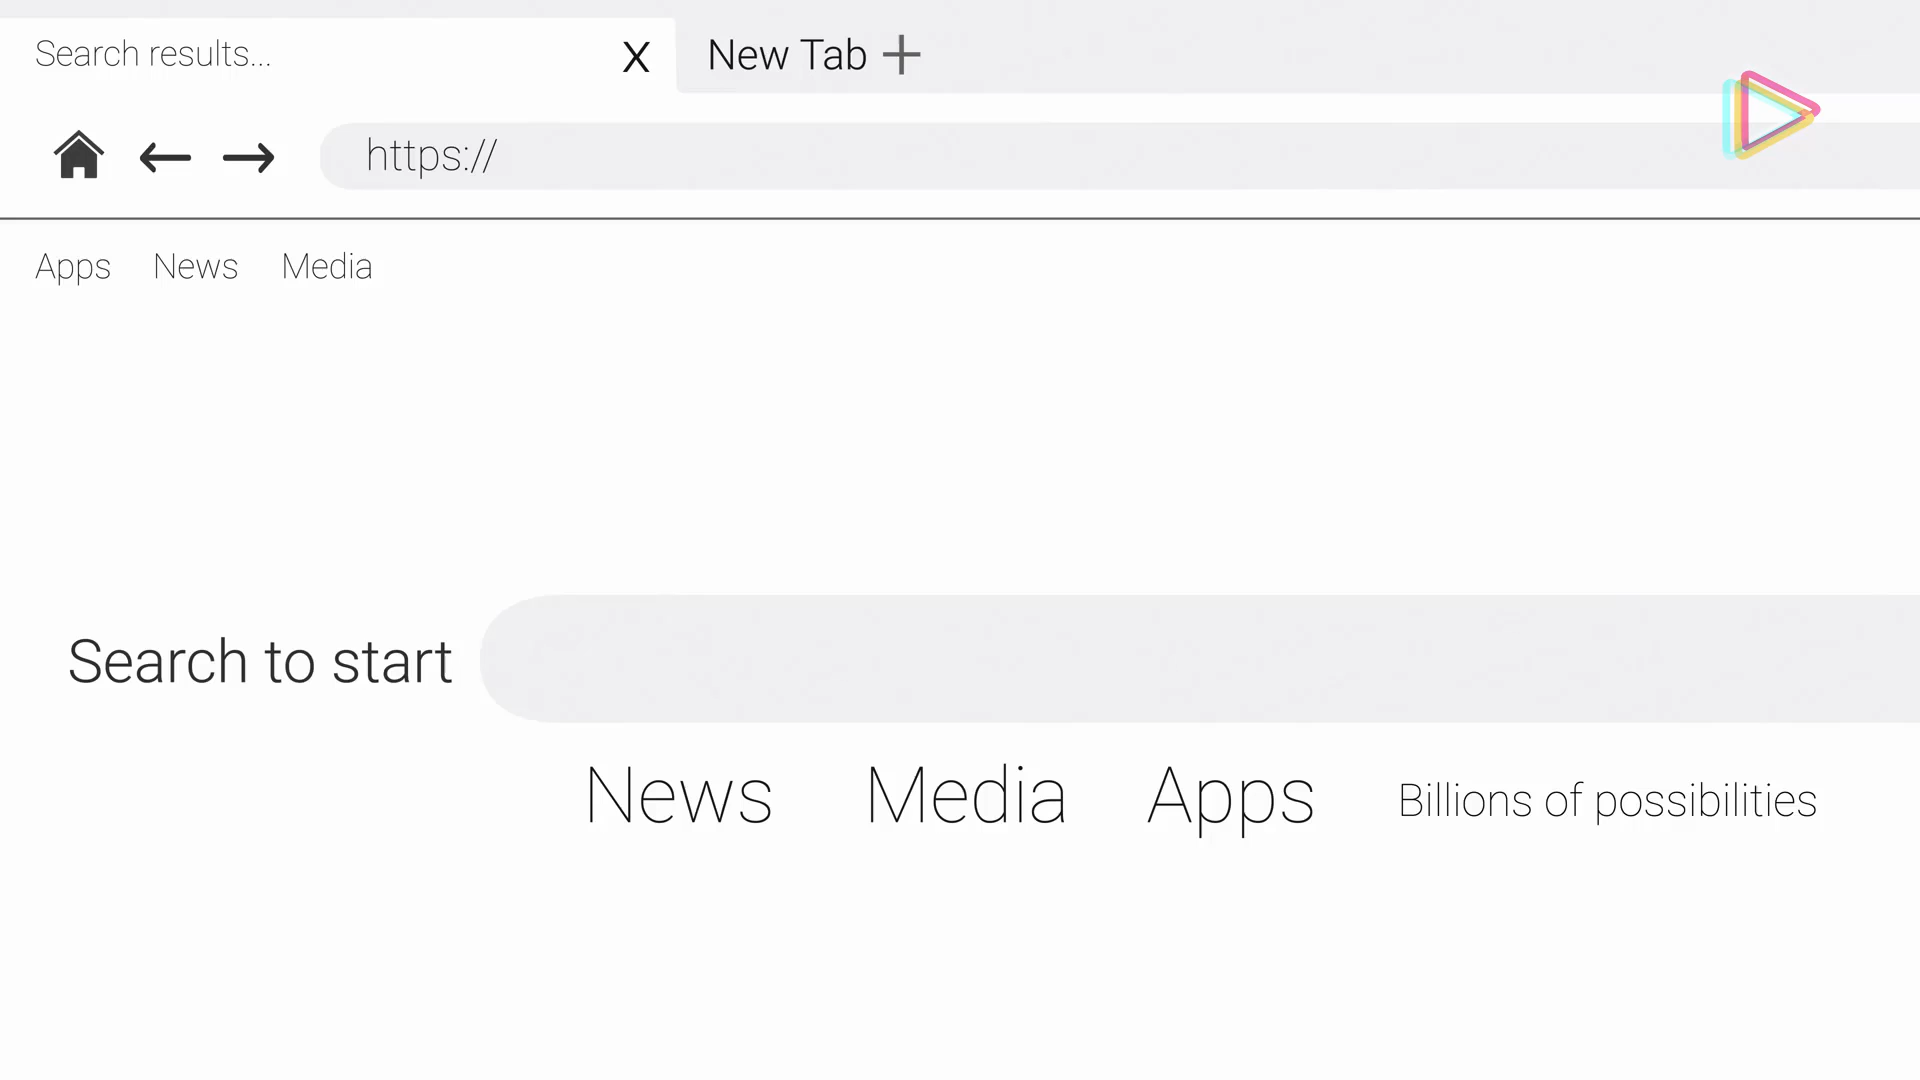 Search results... X New Tab +
https://
Apps News Media
Search to start
News Media Apps Billions of possibilities